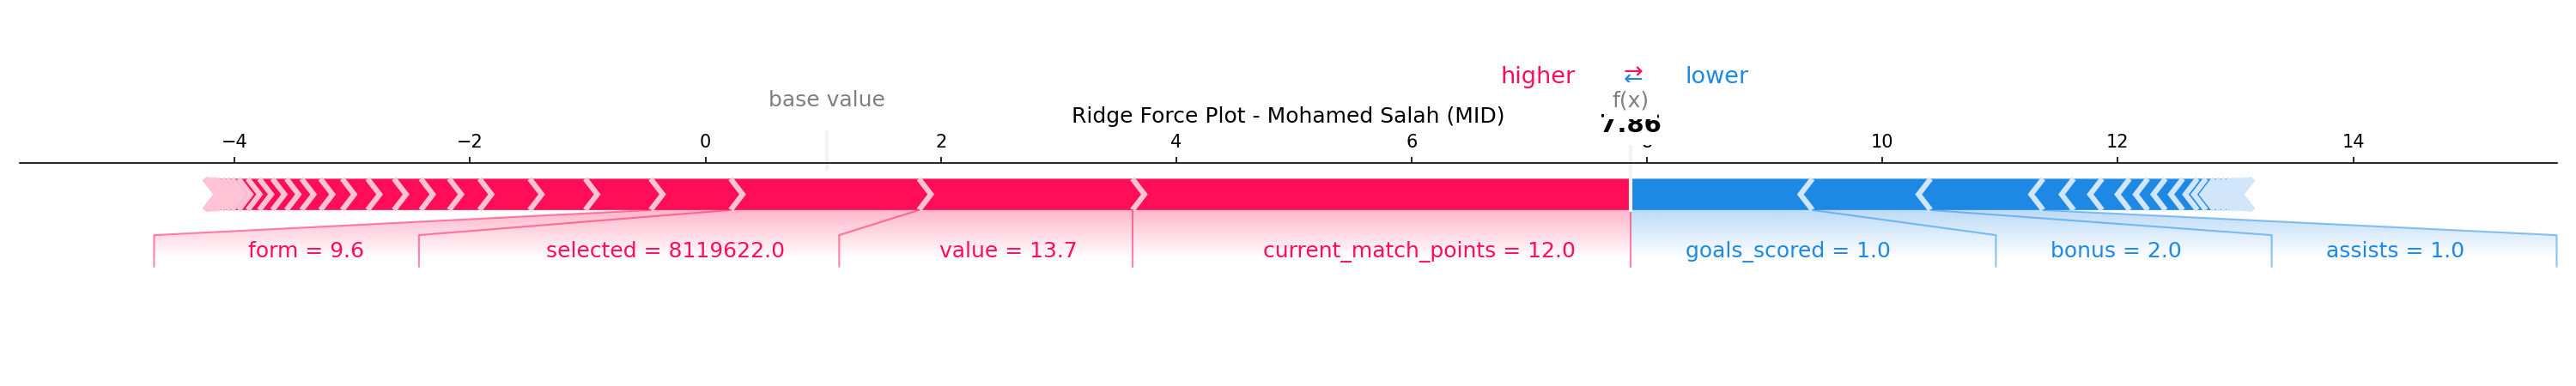 higher ⇄ lower
base value f(x)
Ridge Force Plot - Mohamed Salah (MID) 7.86
−4 −2 0 2 4 6 8 10 12 14
form = 9.6 selected = 8119622.0 value = 13.7 current_match_points = 12.0 goals_scored = 1.0 bonus = 2.0 assists = 1.0